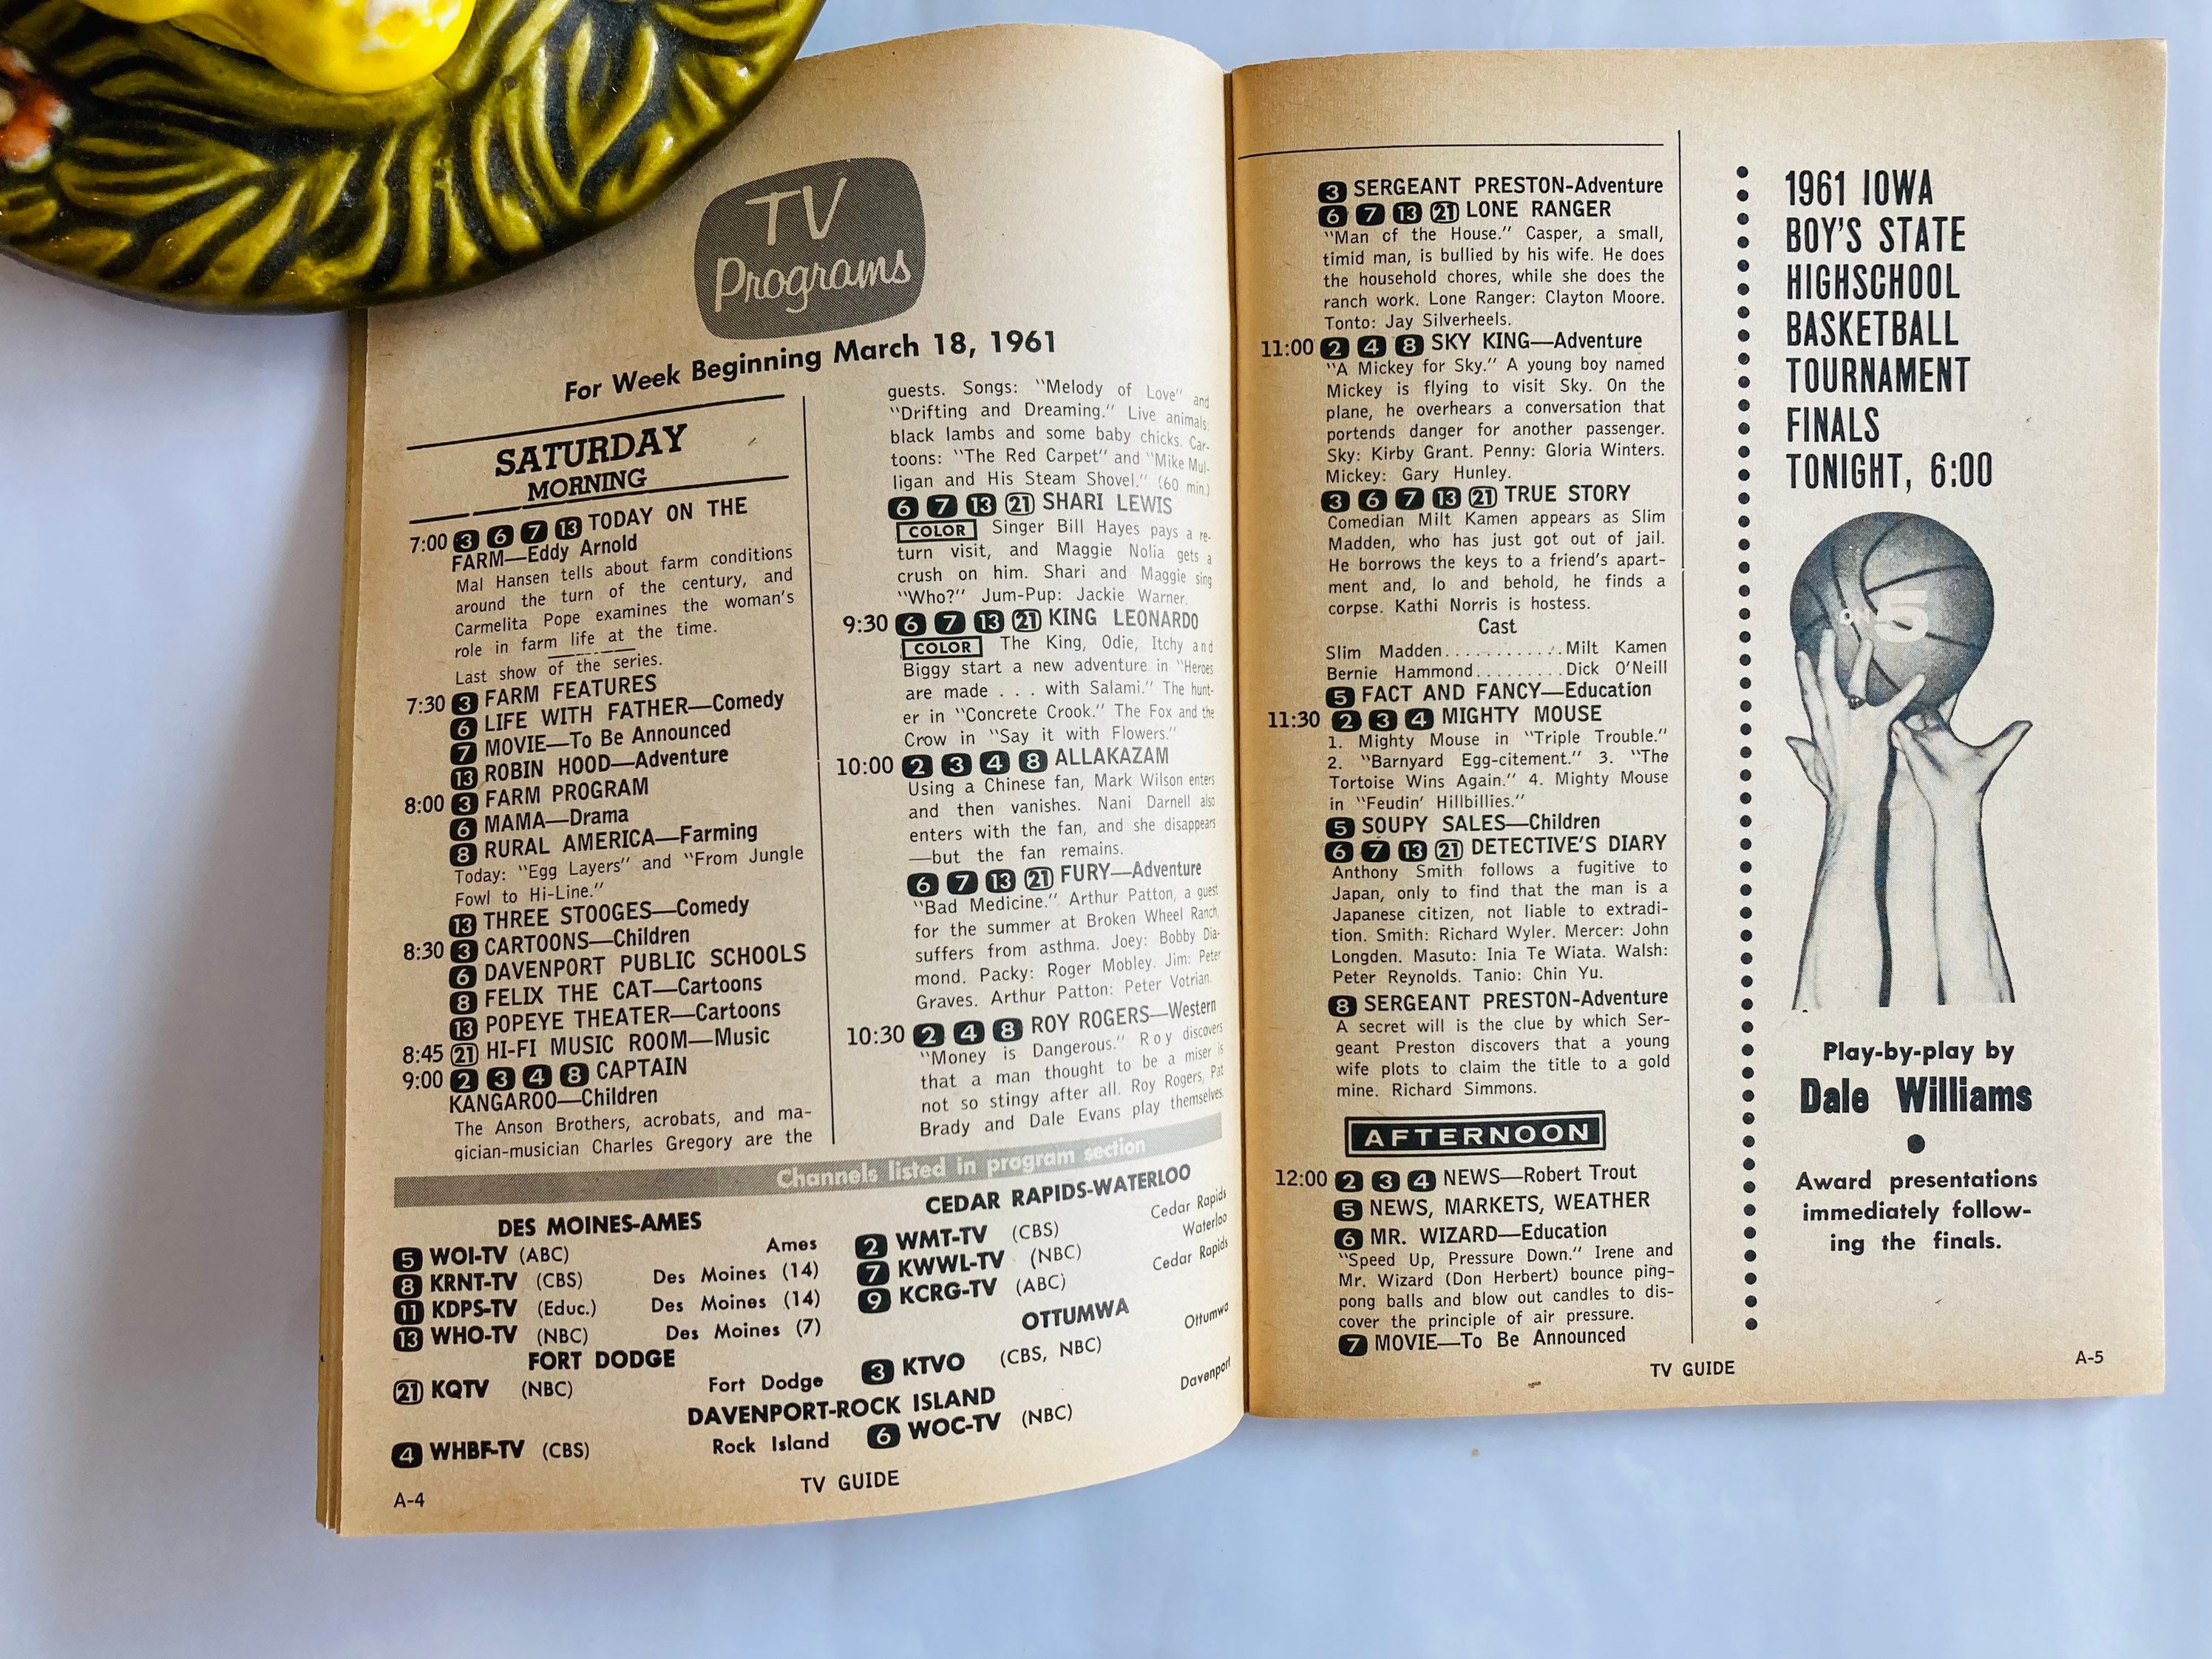 TV
Programs
For Week Beginning March 18, 1961
SATURDAY
MORNING
7:00 3 6 7 13 TODAY ON THE
FARM—Eddy Arnold
Mal Hansen tells about farm conditions
around the turn of the century, and
Carmelita Pope examines the woman's
role in farm life at the time.
Last show of the series.
7:30 3 FARM FEATURES
6 LIFE WITH FATHER—Comedy
7 MOVIE—To Be Announced
13 ROBIN HOOD—Adventure
8:00 3 FARM PROGRAM
6 MAMA—Drama
8 RURAL AMERICA—Farming
Today: "Egg Layers" and "From Jungle
Fowl to Hi-Line."
13 THREE STOOGES—Comedy
8:30 3 CARTOONS—Children
6 DAVENPORT PUBLIC SCHOOLS
8 FELIX THE CAT—Cartoons
13 POPEYE THEATER—Cartoons
8:45 21 HI-FI MUSIC ROOM—Music
9:00 2 3 4 8 CAPTAIN
KANGAROO—Children
The Anson Brothers, acrobats, and ma-
gician-musician Charles Gregory are the
guests. Songs: "Melody of Love" and
"Drifting and Dreaming." Live animals:
black lambs and some baby chicks. Car-
toons: "The Red Carpet" and "Mike Mul-
ligan and His Steam Shovel." (60 min.)
6 7 13 21 SHARI LEWIS
COLOR Singer Bill Hayes pays a re-
turn visit, and Maggie Nolia gets a
crush on him. Shari and Maggie sing
"Who?" Jum-Pup: Jackie Warner.
9:30 6 7 13 21 KING LEONARDO
COLOR The King, Odie, Itchy and
Biggy start a new adventure in "Heroes
are made . . . with Salami." The hunt-
er in "Concrete Crook." The Fox and the
Crow in "Say it with Flowers."
10:00 2 3 4 8 ALLAKAZAM
Using a Chinese fan, Mark Wilson enters
and then vanishes. Nani Darnell also
enters with the fan, and she disappears
—but the fan remains.
6 7 13 21 FURY—Adventure
"Bad Medicine." Arthur Patton, a guest
for the summer at Broken Wheel Ranch,
suffers from asthma. Joey: Bobby Dia-
mond. Packy: Roger Mobley. Jim: Peter
Graves. Arthur Patton: Peter Votrian.
10:30 2 4 8 ROY ROGERS—Western
"Money is Dangerous." Roy discovers
that a man thought to be a miser is
not so stingy after all. Roy Rogers, Pat
Brady and Dale Evans play themselves.
Channels listed in program section
DES MOINES-AMES
5 WOI-TV (ABC) Ames
8 KRNT-TV (CBS) Des Moines (14)
11 KDPS-TV (Educ.) Des Moines (14)
13 WHO-TV (NBC) Des Moines (7)
FORT DODGE
21 KQTV (NBC) Fort Dodge
CEDAR RAPIDS-WATERLOO
2 WMT-TV (CBS) Cedar Rapids
7 KWWL-TV (NBC) Waterloo
9 KCRG-TV (ABC) Cedar Rapids
OTTUMWA
3 KTVO (CBS, NBC) Ottumwa
DAVENPORT-ROCK ISLAND
4 WHBF-TV (CBS) Rock Island 6 WOC-TV (NBC) Davenport
TV GUIDE
A-4
3 SERGEANT PRESTON-Adventure
6 7 13 21 LONE RANGER
"Man of the House." Casper, a small,
timid man, is bullied by his wife. He does
the household chores, while she does the
ranch work. Lone Ranger: Clayton Moore.
Tonto: Jay Silverheels.
11:00 2 4 8 SKY KING—Adventure
"A Mickey for Sky." A young boy named
Mickey is flying to visit Sky. On the
plane, he overhears a conversation that
portends danger for another passenger.
Sky: Kirby Grant. Penny: Gloria Winters.
Mickey: Gary Hunley.
3 6 7 13 21 TRUE STORY
Comedian Milt Kamen appears as Slim
Madden, who has just got out of jail.
He borrows the keys to a friend's apart-
ment and, lo and behold, he finds a
corpse. Kathi Norris is hostess.
Cast
Slim Madden............Milt Kamen
Bernie Hammond.........Dick O'Neill
5 FACT AND FANCY—Education
11:30 2 3 4 MIGHTY MOUSE
1. Mighty Mouse in "Triple Trouble."
2. "Barnyard Egg-citement." 3. "The
Tortoise Wins Again." 4. Mighty Mouse
in "Feudin' Hillbillies."
5 SOUPY SALES—Children
6 7 13 21 DETECTIVE'S DIARY
Anthony Smith follows a fugitive to
Japan, only to find that the man is a
Japanese citizen, not liable to extradi-
tion. Smith: Richard Wyler. Mercer: John
Longden. Masuto: Inia Te Wiata. Walsh:
Peter Reynolds. Tanio: Chin Yu.
8 SERGEANT PRESTON-Adventure
A secret will is the clue by which Ser-
geant Preston discovers that a young
wife plots to claim the title to a gold
mine. Richard Simmons.
AFTERNOON
12:00 2 3 4 NEWS—Robert Trout
5 NEWS, MARKETS, WEATHER
6 MR. WIZARD—Education
"Speed Up, Pressure Down." Irene and
Mr. Wizard (Don Herbert) bounce ping-
pong balls and blow out candles to dis-
cover the principle of air pressure.
7 MOVIE—To Be Announced
1961 IOWA
BOY'S STATE
HIGHSCHOOL
BASKETBALL
TOURNAMENT
FINALS
TONIGHT, 6:00
ON 5
Play-by-play by
Dale Williams
Award presentations
immediately follow-
ing the finals.
TV GUIDE
A-5